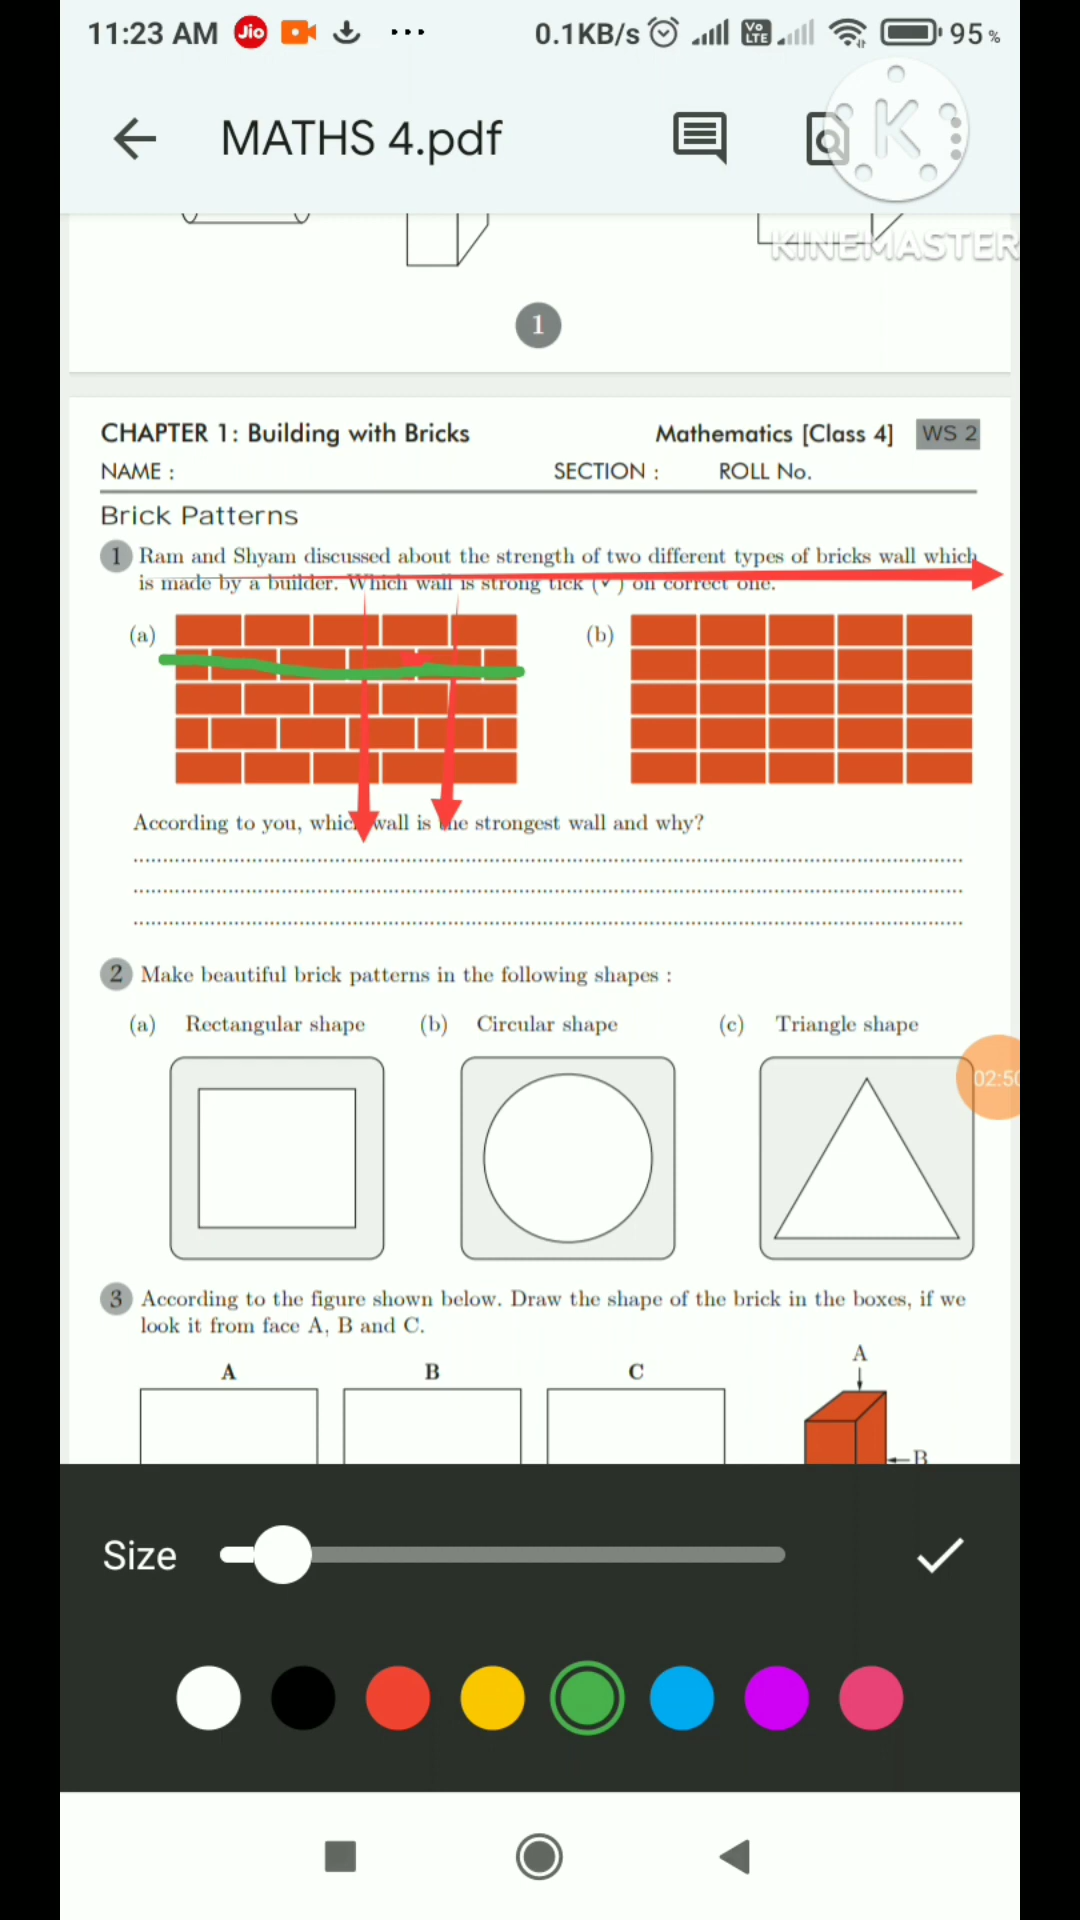 11:23 AM Jio ... 0.1KB/s Vo LTE 95 %
MATHS 4.pdf
K
KINEMASTER
1
CHAPTER 1: Building with Bricks Mathematics [Class 4] WS 2
NAME : SECTION : ROLL No.
Brick Patterns
1 Ram and Shyam discussed about the strength of two different types of bricks wall which
is made by a builder. Which wall is strong tick (✓) on correct one.
(a) (b)
According to you, which wall is the strongest wall and why?
2 Make beautiful brick patterns in the following shapes :
(a) Rectangular shape (b) Circular shape (c) Triangle shape
02:50
3 According to the figure shown below. Draw the shape of the brick in the boxes, if we
look it from face A, B and C.
A B C A
B
Size